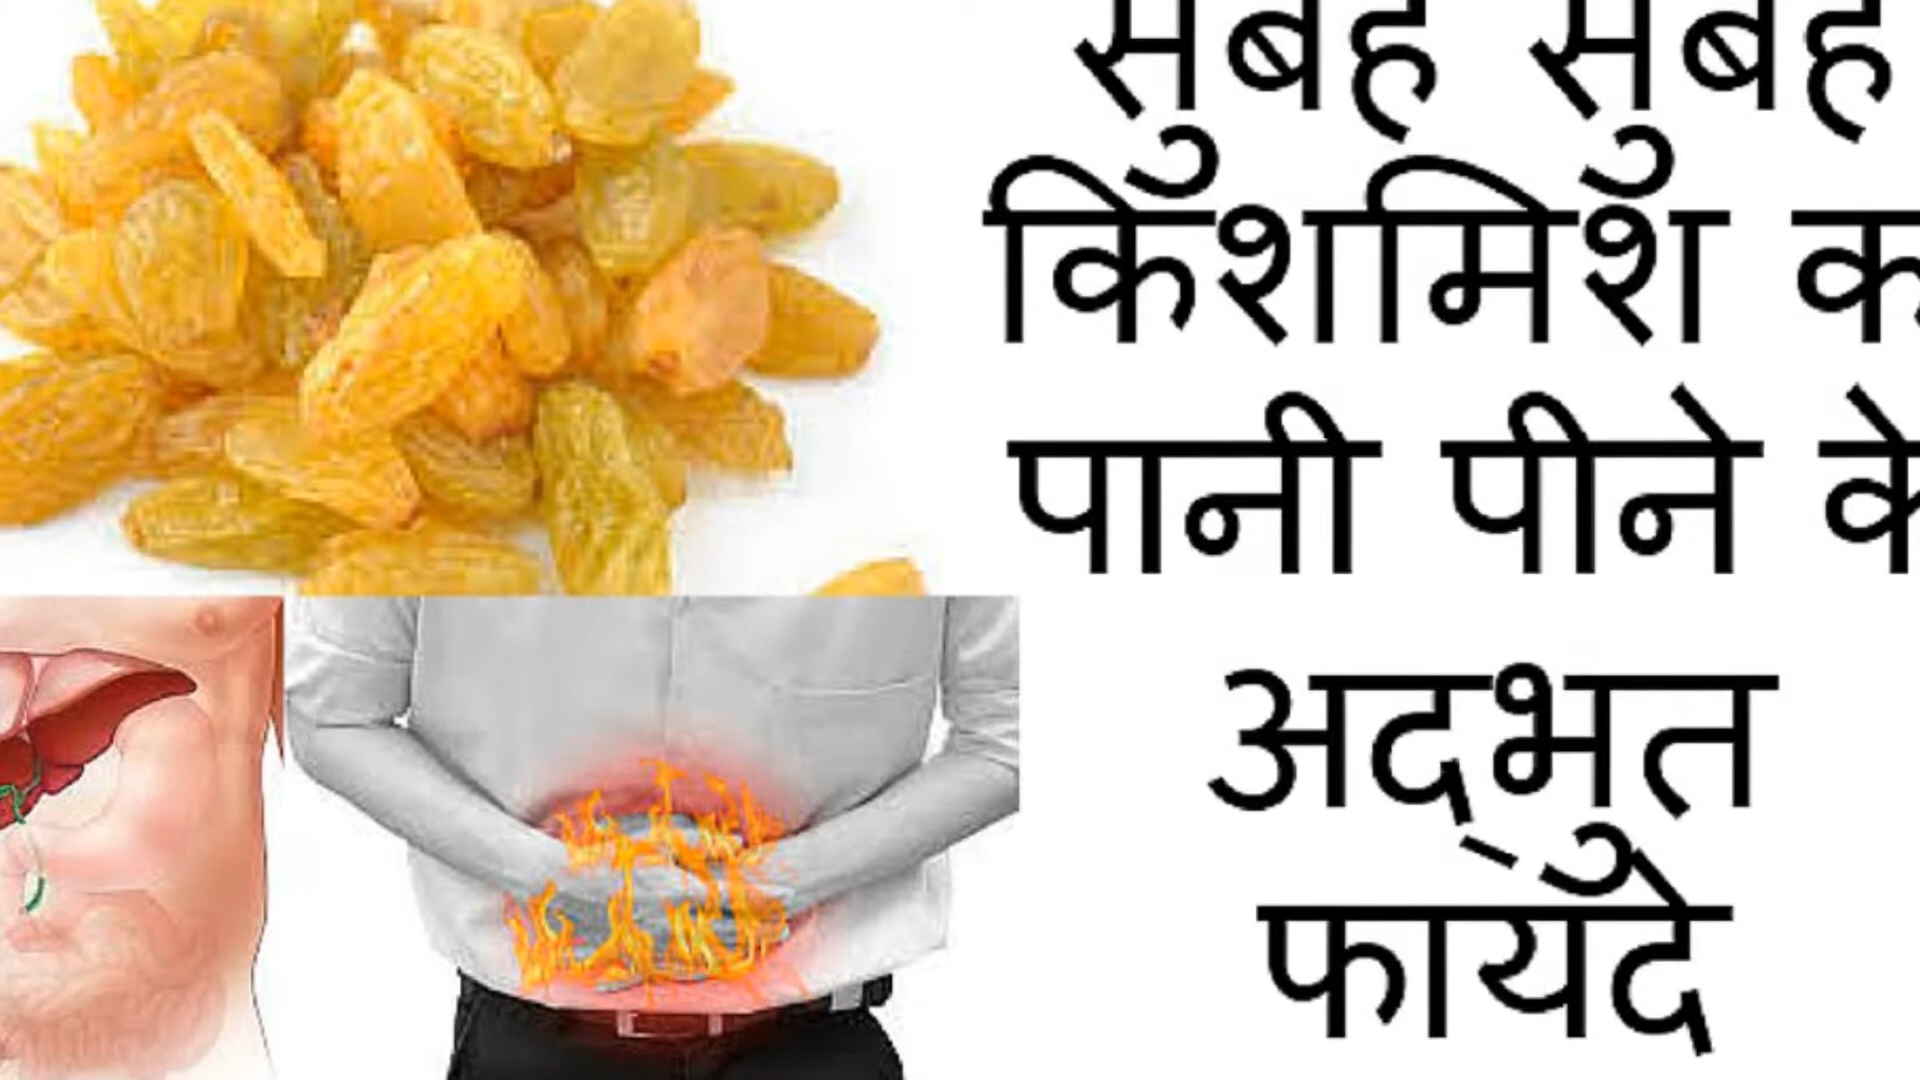 सुबह सुबह
किशमिश क
पानी पीने के
अद्‌भुत
फायदे